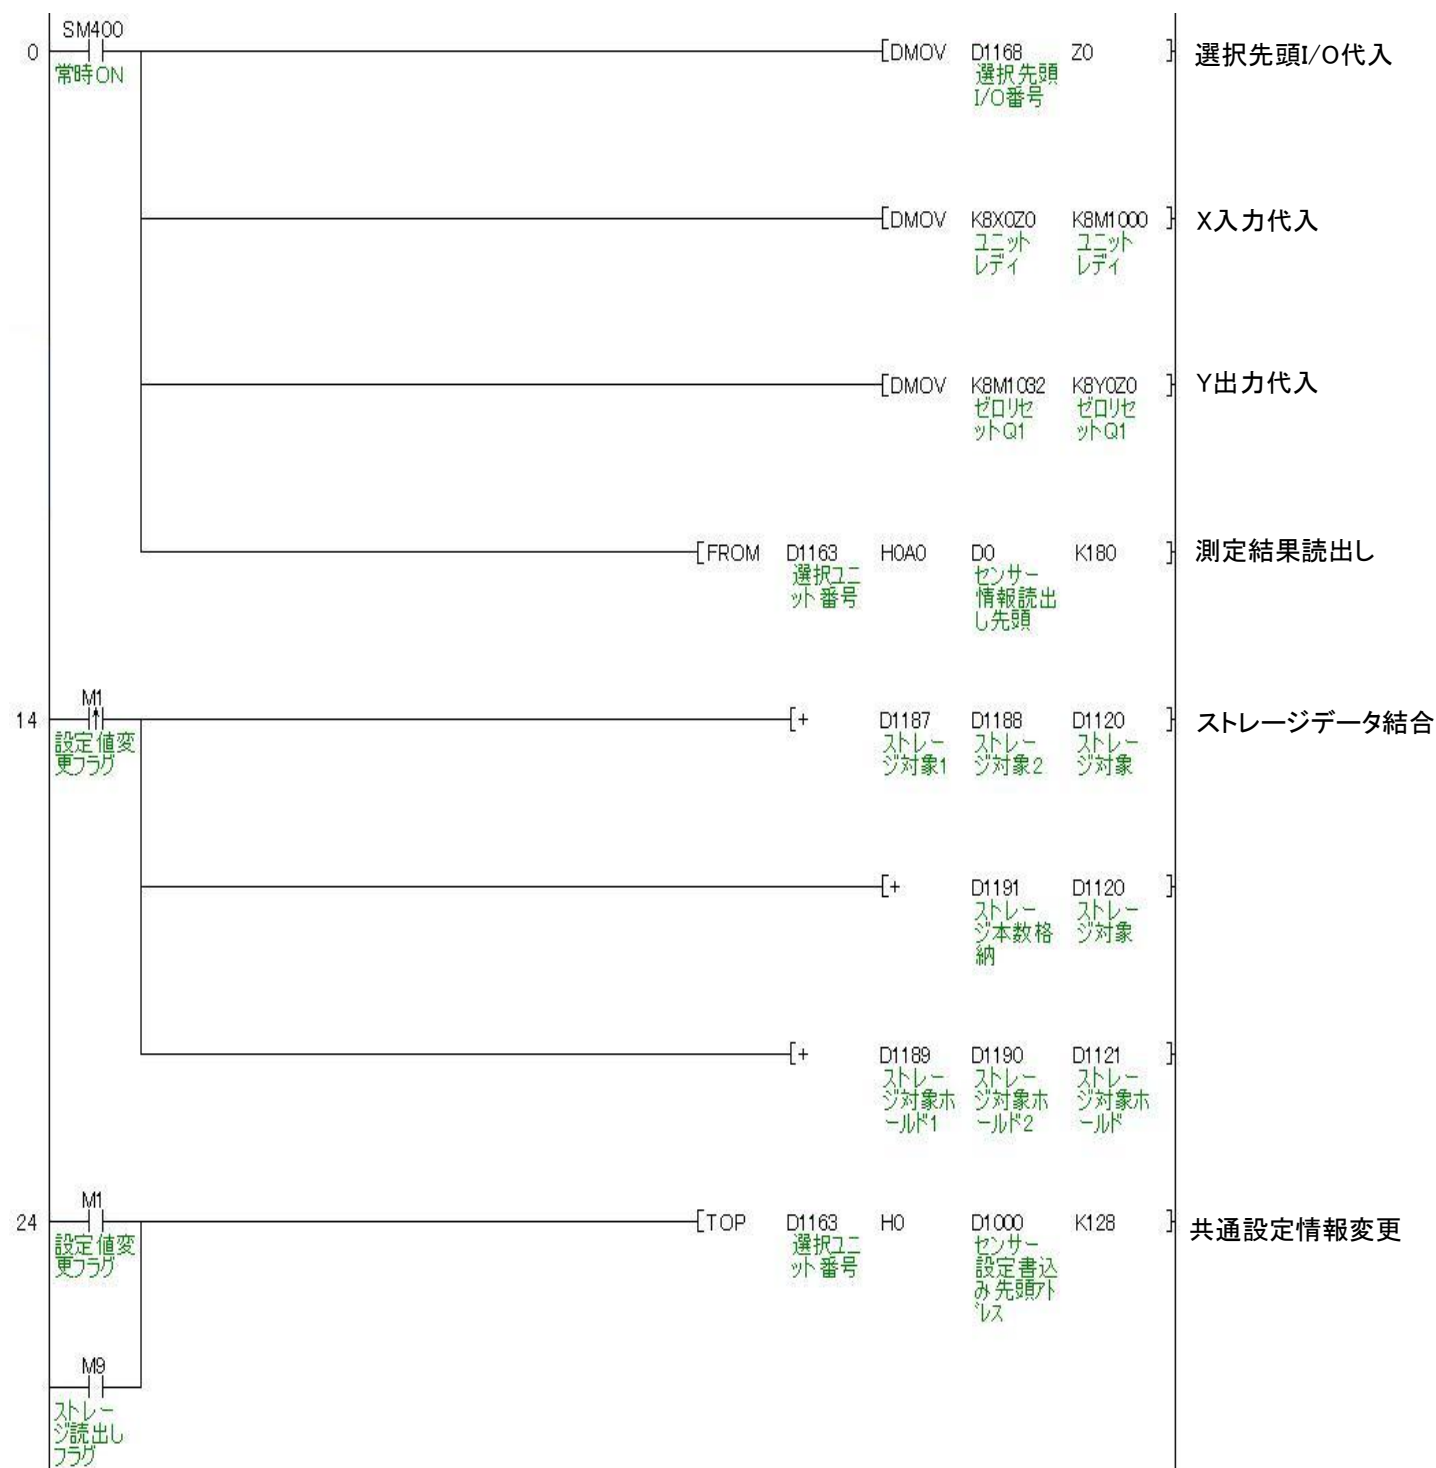 SM400
0 [DMOV D1168 Z0 ] 選択先頭I/O代入
常時ON 選択先頭
I/O番号
[DMOV K8X0Z0 K8M1000 ] X入力代入
ユニット ユニット
レディ レディ
[DMOV K8M1032 K8Y0Z0 ] Y出力代入
ゼロリセ ゼロリセ
ットQ1 ットQ1
[FROM D1163 H0A0 D0 K180 ] 測定結果読出し
選択ユニ センサー
ット番号 情報読出
し先頭
M1
14 [+ D1187 D1188 D1120 ] ストレージデータ結合
設定値変 ストレー ストレー ストレー
更フラグ ジ対象1 ジ対象2 ジ対象
[+ D1191 D1120 ]
ストレー ストレー
ジ本数格 ジ対象
納
[+ D1189 D1190 D1121 ]
ストレー ストレー ストレー
ジ対象ホ ジ対象ホ ジ対象ホ
ールド1 ールド2 ールド
M1
24 [TOP D1163 H0 D1000 K128 ] 共通設定情報変更
設定値変 選択ユニ センサー
更フラグ ット番号 設定書込
み先頭アト
゛レス
M9
ストレー
ジ読出し
フラグ